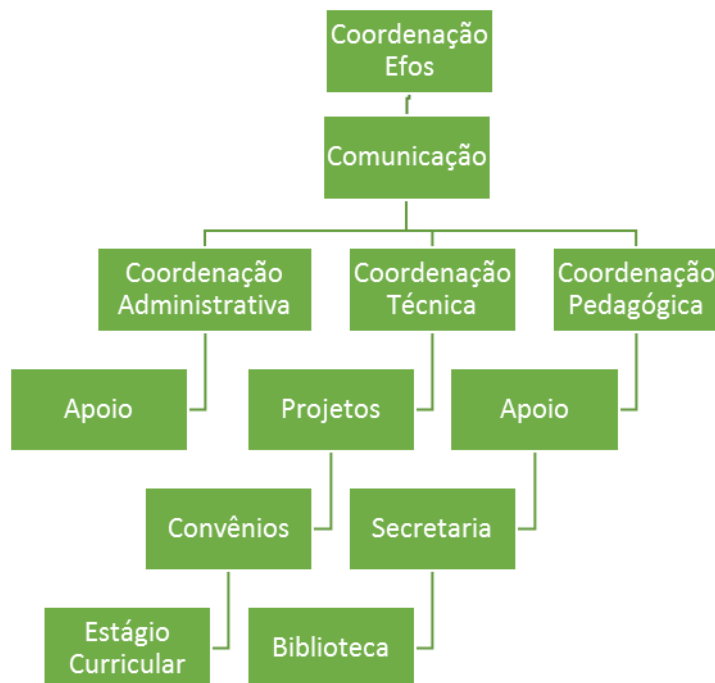 Coordenação
Efos
Comunicação
Coordenação
Administrativa
Coordenação
Técnica
Coordenação
Pedagógica
Apoio
Projetos
Apoio
Convênios
Secretaria
Estágio
Curricular
Biblioteca